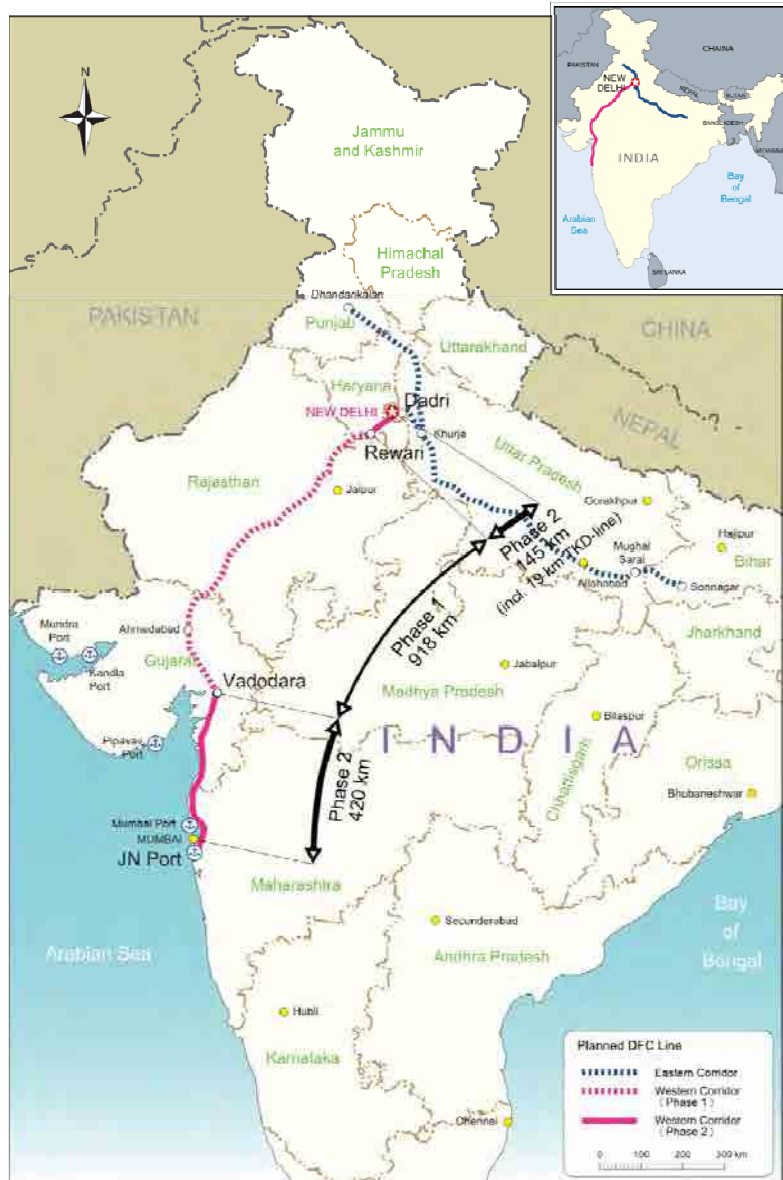 N
Jammu
and Kashmir
Himachal
Pradesh
Dhandarikalan
PAKISTAN
Punjab
Uttarakhand
CHINA
Haryana
NEW DELHI
Dadri
NEPAL
Khurja
Rewari
Uttar Pradesh
Rajasthan
Jaipur
Gorakhpur
Hajipur
Bihar
Phase 2
145 km
(incl. 19 km TKD-line)
Mughal
Sarai
Allahabad
Sonnagar
Phase 1
918 km
Mundra
Port
Ahmedabad
Jharkhand
Gujarat
Kandla
Port
Vadodara
Jabalpur
Madhya Pradesh
INDIA
Bilaspur
Pipavav
Port
Chhattisgarh
Orissa
Phase 2
420 km
Bhubaneshwar
Mumbai Port
MUMBAI
JN Port
Maharashtra
Secunderabad
Bay
of
Bengal
Arabian Sea
Andhra Pradesh
Hubli
Karnataka
Chennai
Planned DFC Line
Eastern Corridor
Western Corridor
(Phase 1)
Western Corridor
(Phase 2)
0 100 200 300 km
CHAINA
PAKISTAN
NEW
DELHI
NEPAL
BUTANE
BANGLADESH
INDIA
MYANMAR
Bay
of
Bengal
Arabian
Sea
SRI LANKA